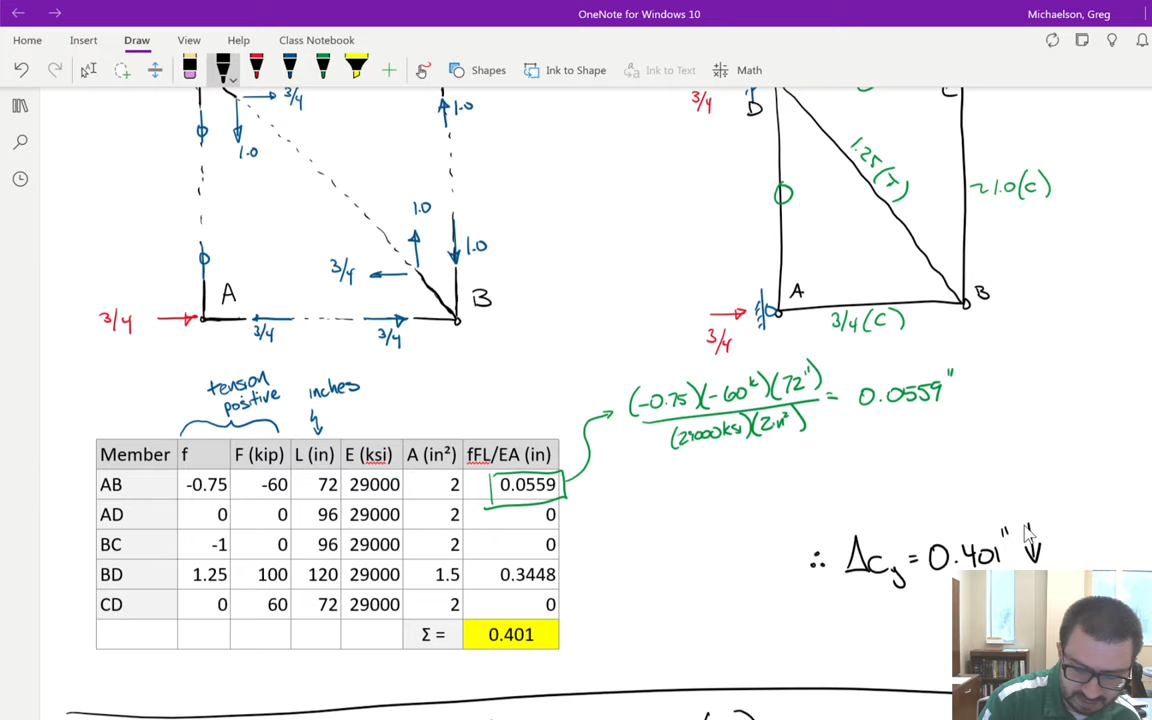 OneNote for Windows 10
Michaelson, Greg
Home Insert Draw View Help Class Notebook
Shapes Ink to Shape Ink to Text Math
3/4
1.0
1.0
1.0
1.0
3/4
A
B
3/4
3/4
3/4
3/4
D
C
1.25(T)
1.0(C)
A
B
3/4
3/4(C)
tension
positive
inches
(-0.75)(-60k)(72")
(29000ksi)(2in²)
= 0.0559"
Member f F (kip) L (in) E (ksi) A (in²) fFL/EA (in)
AB -0.75 -60 72 29000 2 0.0559
AD 0 0 96 29000 2 0
BC -1 0 96 29000 2 0
BD 1.25 100 120 29000 1.5 0.3448
CD 0 60 72 29000 2 0
Σ = 0.401
∴ ΔCy = 0.401" ↓